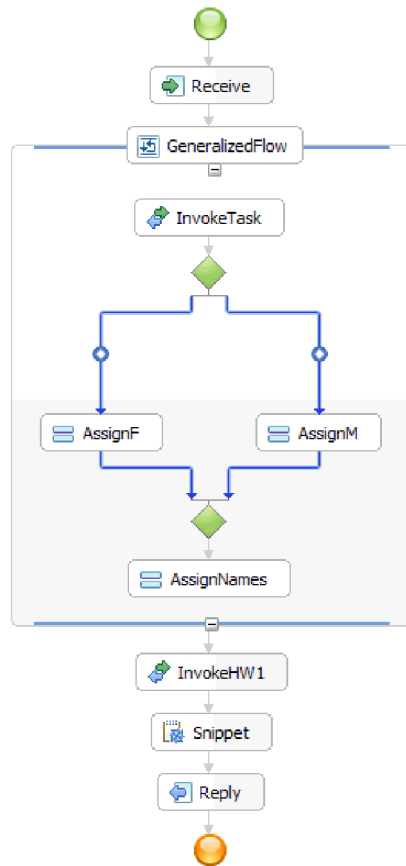 Receive
GeneralizedFlow
InvokeTask
AssignF
AssignM
AssignNames
InvokeHW1
Snippet
Reply